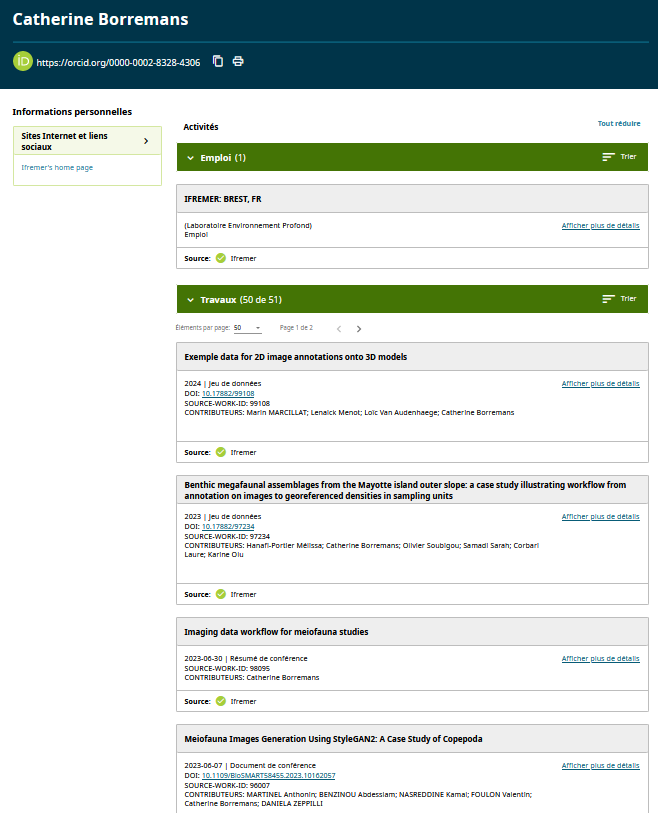 Catherine Borremans
iD https://orcid.org/0000-0002-8328-4306
Informations personnelles
Sites Internet et liens
sociaux
Ifremer's home page
Activités
Tout réduire
Emploi (1)
Trier
IFREMER: BREST, FR
(Laboratoire Environnement Profond)
Afficher plus de détails
Emploi
Source: Ifremer
Travaux (50 de 51)
Trier
Éléments par page: 50 Page 1 de 2
Exemple data for 2D image annotations onto 3D models
2024 | Jeu de données
Afficher plus de détails
DOI: 10.17882/99108
SOURCE-WORK-ID: 99108
CONTRIBUTEURS: Marin MARCILLAT; Lenaick Menot; Loïc Van Audenhaege; Catherine Borremans
Source: Ifremer
Benthic megafaunal assemblages from the Mayotte island outer slope: a case study illustrating workflow from
annotation on images to georeferenced densities in sampling units
2023 | Jeu de données
Afficher plus de détails
DOI: 10.17882/97234
SOURCE-WORK-ID: 97234
CONTRIBUTEURS: Hanafi-Portier Mélissa; Catherine Borremans; Olivier Soubigou; Samadi Sarah; Corbari
Laure; Karine Olu
Source: Ifremer
Imaging data workflow for meiofauna studies
2023-06-30 | Résumé de conférence
Afficher plus de détails
SOURCE-WORK-ID: 98095
CONTRIBUTEURS: Catherine Borremans
Source: Ifremer
Meiofauna Images Generation Using StyleGAN2: A Case Study of Copepoda
2023-06-07 | Document de conférence
Afficher plus de détails
DOI: 10.1109/BioSMART58455.2023.10162057
SOURCE-WORK-ID: 96007
CONTRIBUTEURS: MARTINEL Anthonin; BENZINOU Abdesslam; NASREDDINE Kamal; FOULON Valentin;
Catherine Borremans; DANIELA ZEPPILLI